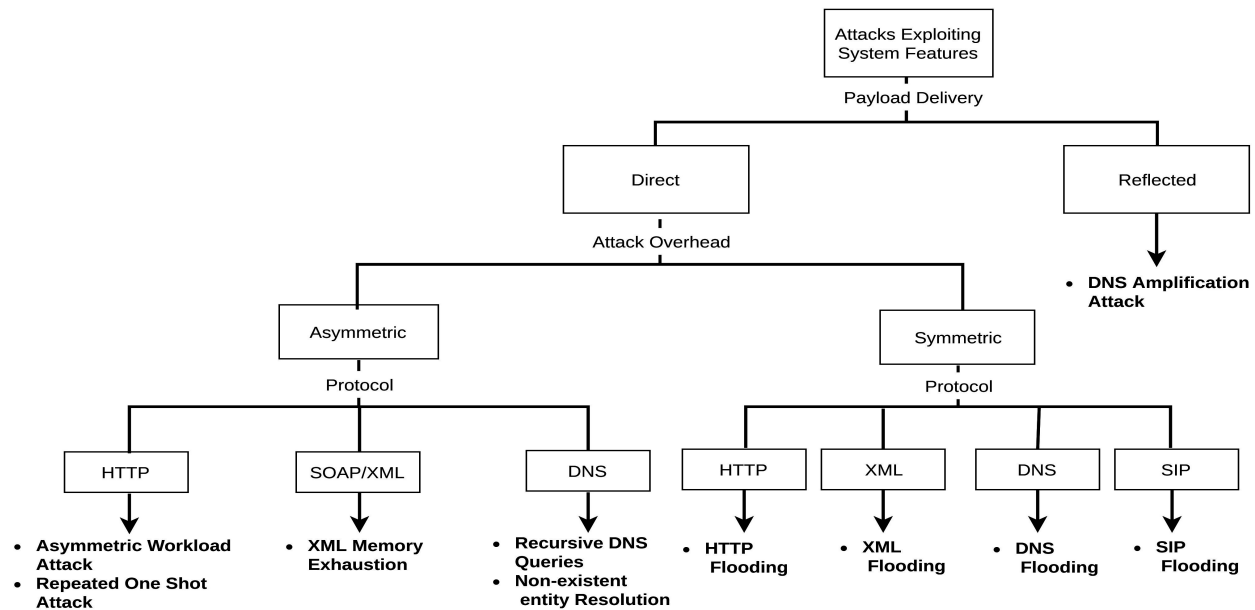 Attacks Exploiting
System Features
Payload Delivery
Direct
Reflected
Attack Overhead
• DNS Amplification
Attack
Asymmetric
Symmetric
Protocol
Protocol
HTTP
SOAP/XML
DNS
HTTP
XML
DNS
SIP
• Asymmetric Workload
Attack
• Repeated One Shot
Attack
• XML Memory
Exhaustion
• Recursive DNS
Queries
• Non-existent
entity Resolution
• HTTP
Flooding
• XML
Flooding
• DNS
Flooding
• SIP
Flooding